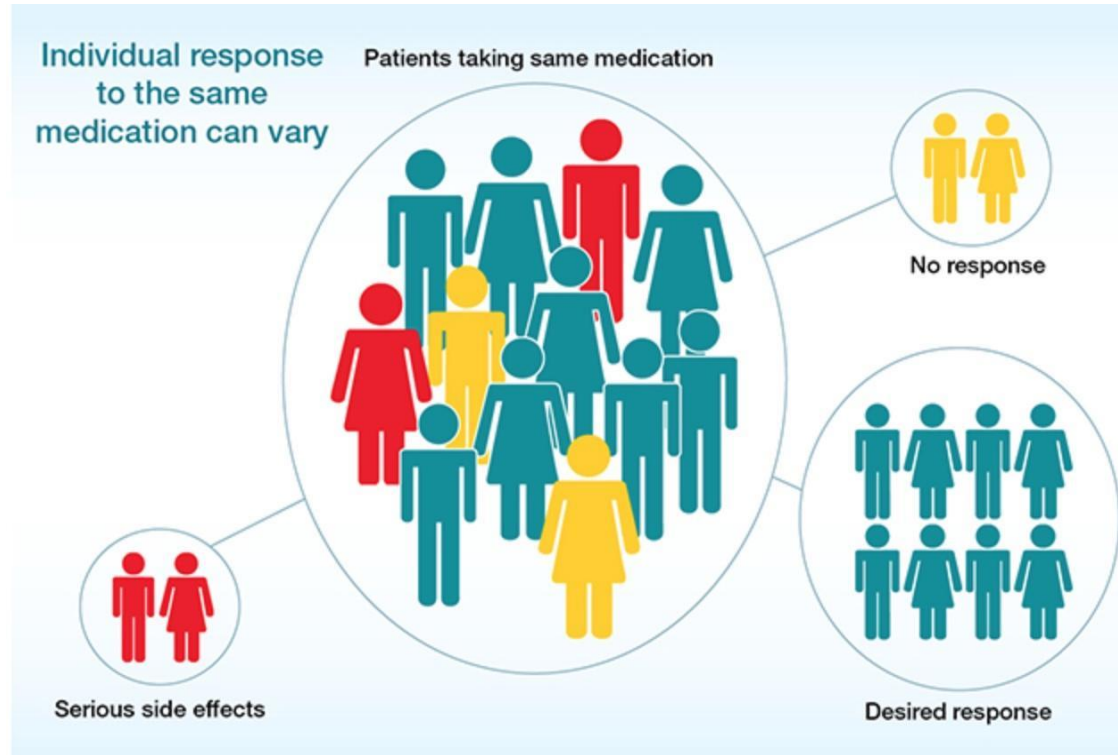 Individual response
to the same
medication can vary
Patients taking same medication
No response
Serious side effects
Desired response